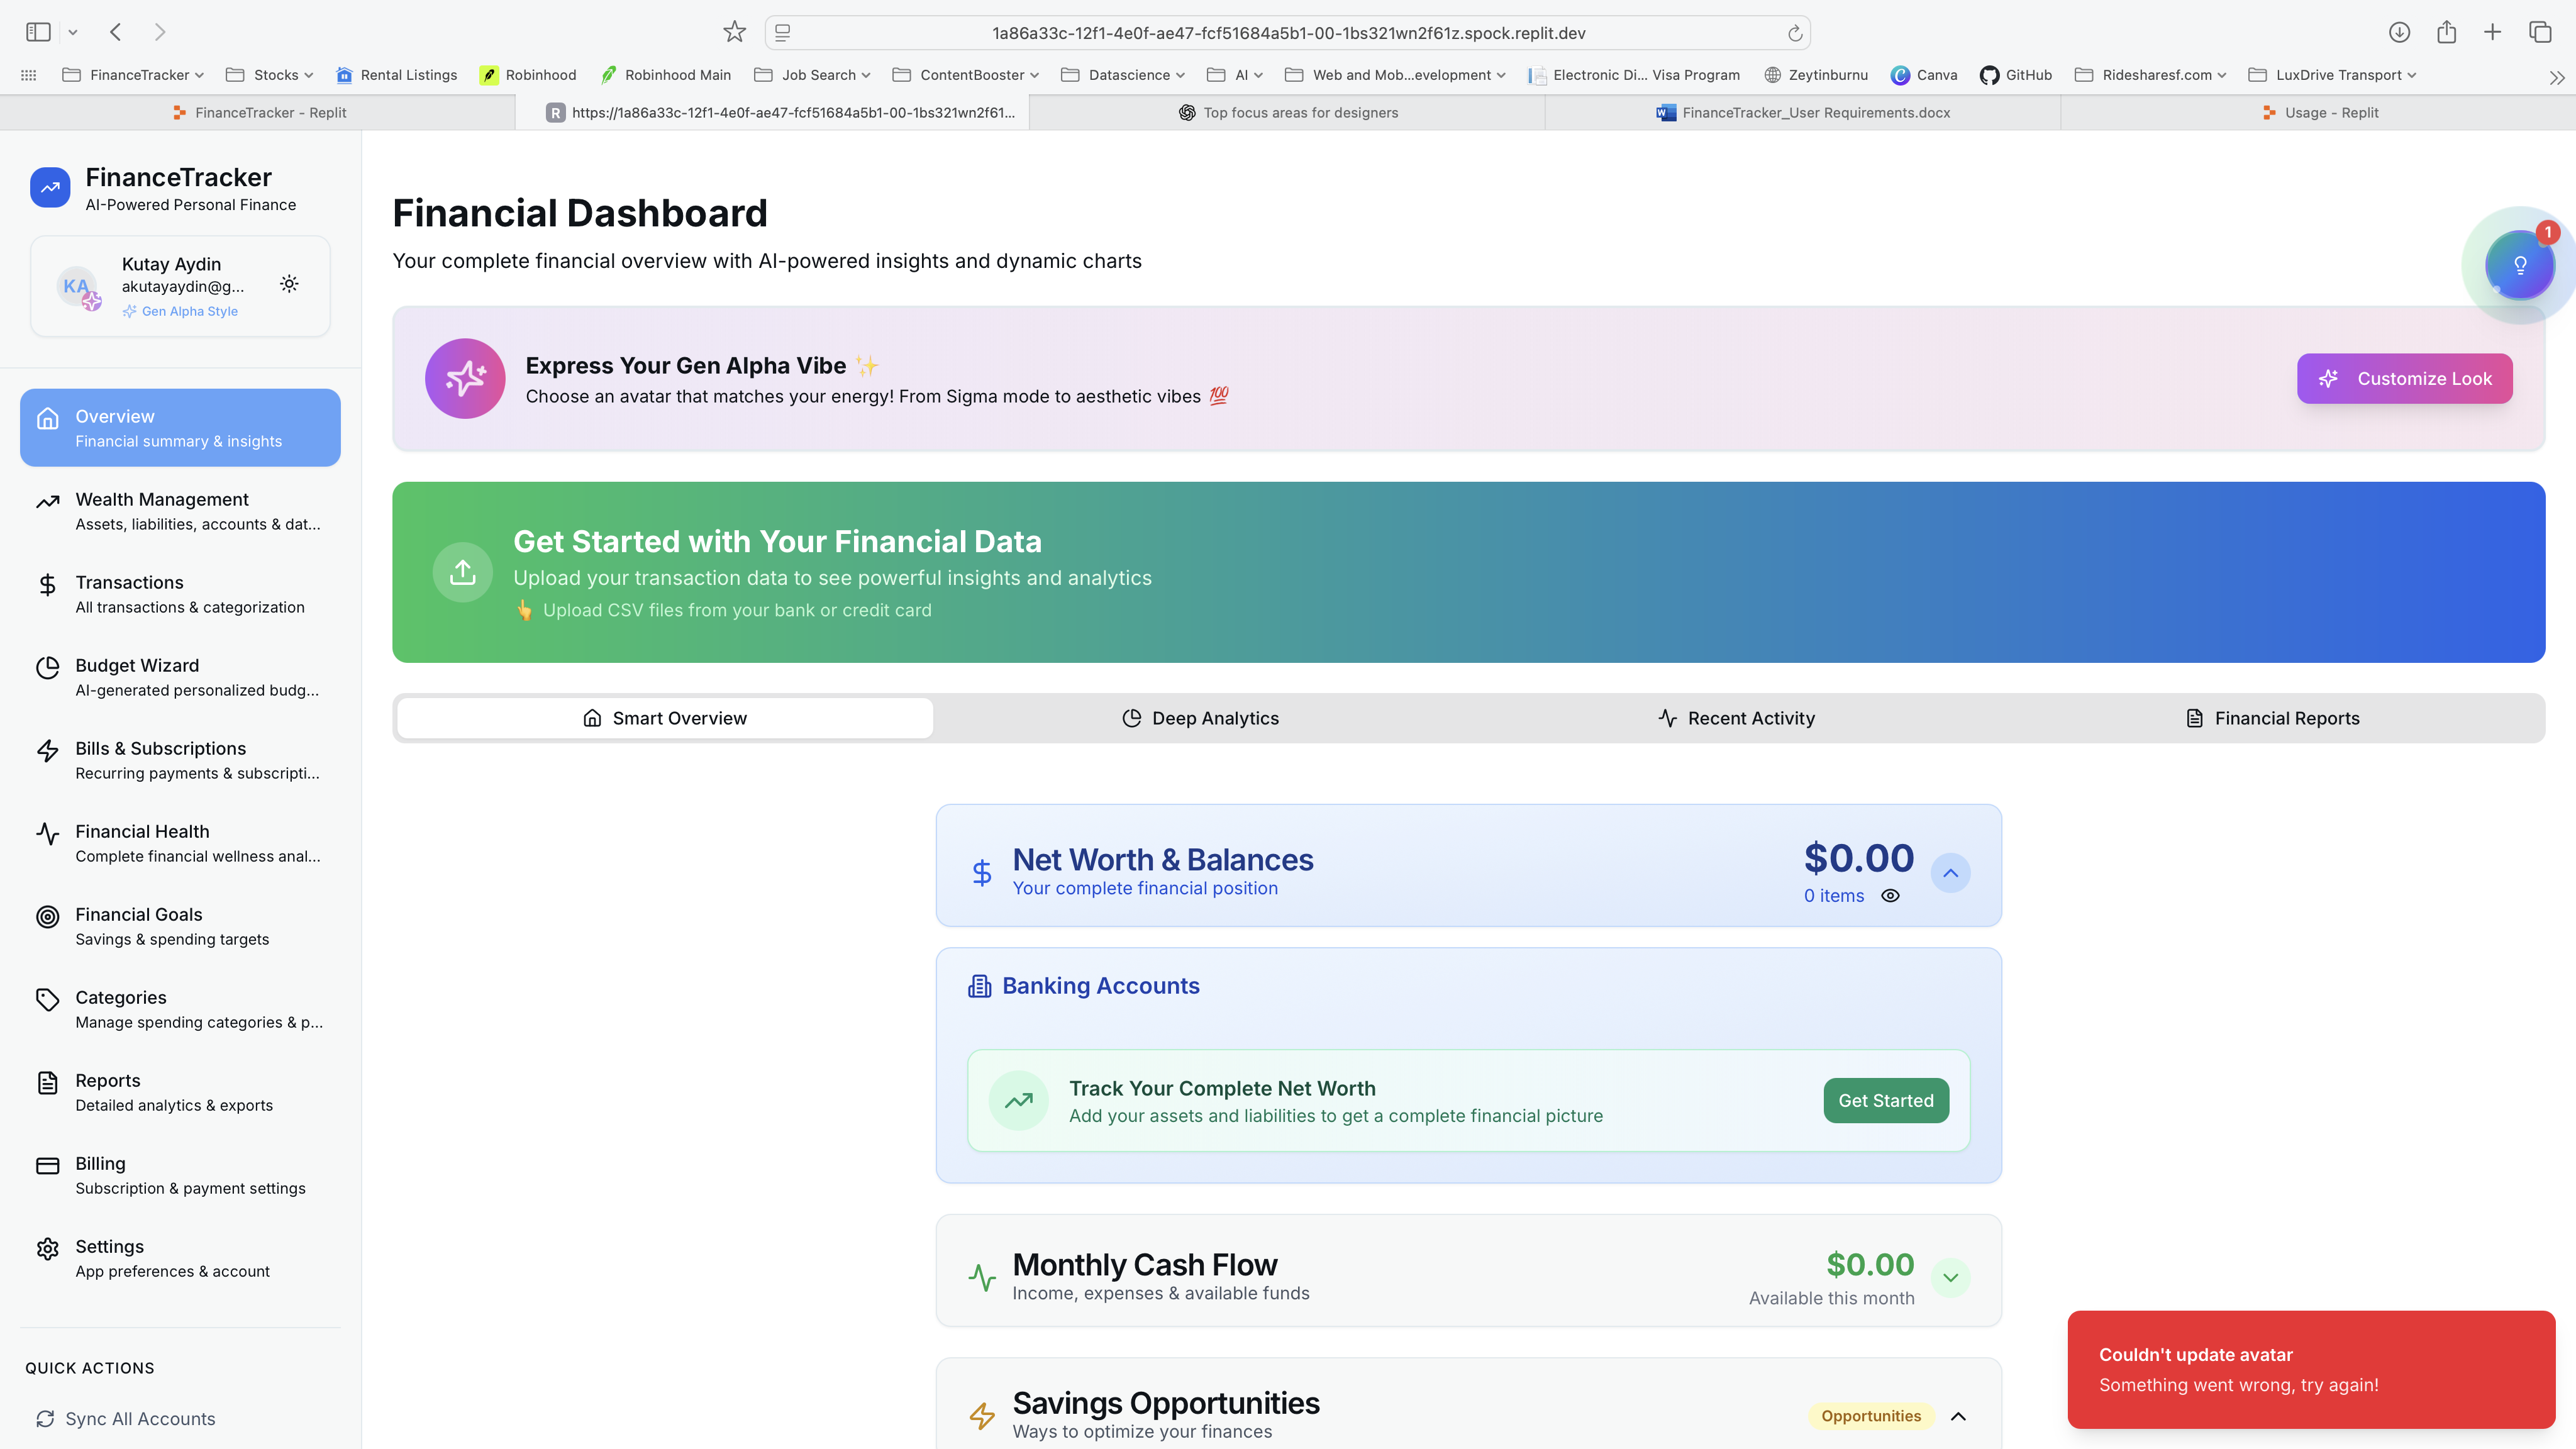 1a86a33c-12f1-4e0f-ae47-fcf51684a5b1-00-1bs321wn2f61z.spock.replit.dev
FinanceTracker
Stocks
Rental Listings
Robinhood
Robinhood Main
Job Search
ContentBooster
Datascience
AI
Web and Mob...evelopment
Electronic Di... Visa Program
Zeytinburnu
Canva
GitHub
Ridesharesf.com
LuxDrive Transport
FinanceTracker - Replit
R
https://1a86a33c-12f1-4e0f-ae47-fcf51684a5b1-00-1bs321wn2f61...
Top focus areas for designers
FinanceTracker_User Requirements.docx
Usage - Replit
FinanceTracker
AI-Powered Personal Finance
KA
Kutay Aydin
akutayaydin@g...
Gen Alpha Style
Overview
Financial summary & insights
Wealth Management
Assets, liabilities, accounts & dat...
Transactions
All transactions & categorization
Budget Wizard
AI-generated personalized budg...
Bills & Subscriptions
Recurring payments & subscripti...
Financial Health
Complete financial wellness anal...
Financial Goals
Savings & spending targets
Categories
Manage spending categories & p...
Reports
Detailed analytics & exports
Billing
Subscription & payment settings
Settings
App preferences & account
QUICK ACTIONS
Sync All Accounts
Financial Dashboard
Your complete financial overview with AI-powered insights and dynamic charts
1
Express Your Gen Alpha Vibe ✨
Choose an avatar that matches your energy! From Sigma mode to aesthetic vibes 💯
Customize Look
Get Started with Your Financial Data
Upload your transaction data to see powerful insights and analytics
👆 Upload CSV files from your bank or credit card
Smart Overview
Deep Analytics
Recent Activity
Financial Reports
Net Worth & Balances
Your complete financial position
$0.00
0 items
Banking Accounts
Track Your Complete Net Worth
Add your assets and liabilities to get a complete financial picture
Get Started
Monthly Cash Flow
Income, expenses & available funds
$0.00
Available this month
Savings Opportunities
Ways to optimize your finances
Opportunities
Couldn't update avatar
Something went wrong, try again!